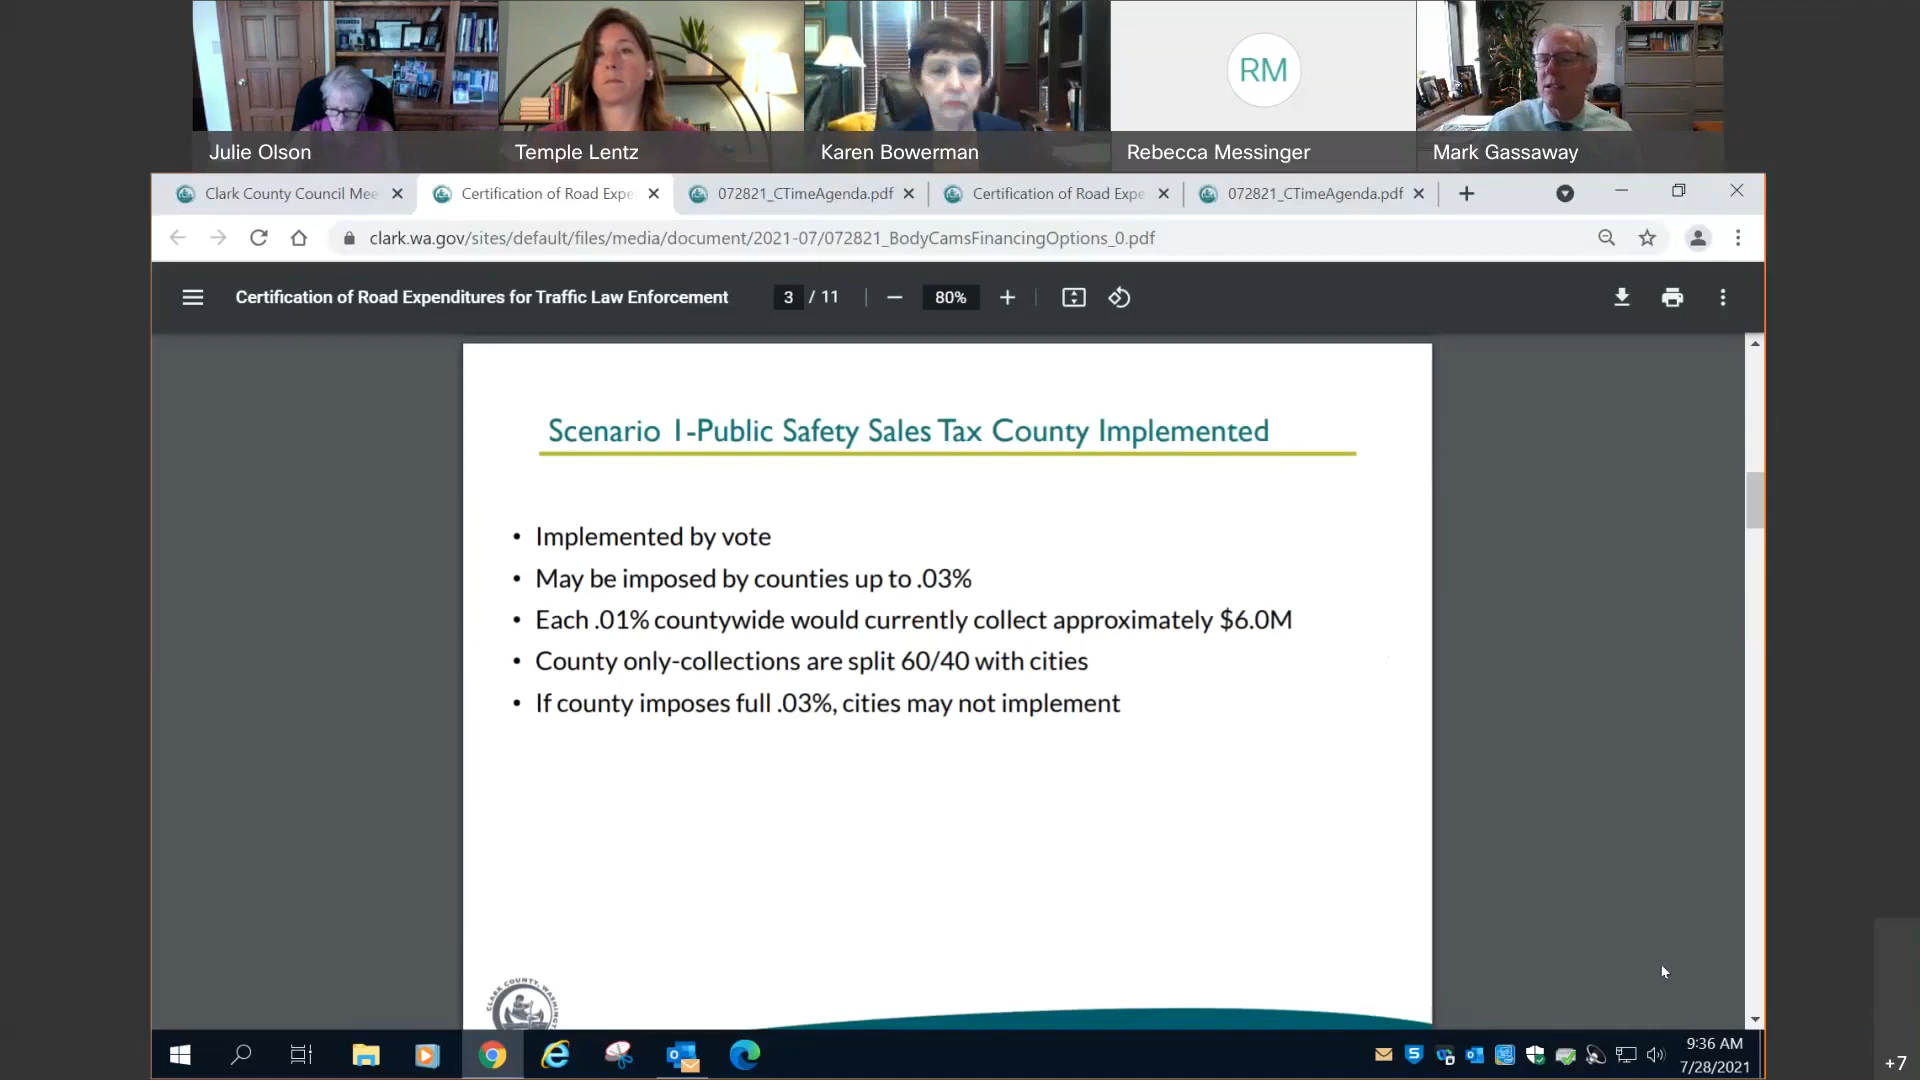 Julie Olson
Temple Lentz
Karen Bowerman
RM
Rebecca Messinger
Mark Gassaway
Clark County Council Mee
Certification of Road Expe
072821_CTimeAgenda.pdf
Certification of Road Expe
072821_CTimeAgenda.pdf
clark.wa.gov/sites/default/files/media/document/2021-07/072821_BodyCamsFinancingOptions_0.pdf
Certification of Road Expenditures for Traffic Law Enforcement
3 / 11
80%
Scenario 1-Public Safety Sales Tax County Implemented
• Implemented by vote
• May be imposed by counties up to .03%
• Each .01% countywide would currently collect approximately $6.0M
• County only-collections are split 60/40 with cities
• If county imposes full .03%, cities may not implement
CLARK COUNTY, WASHINGTON
9:36 AM
7/28/2021
+7